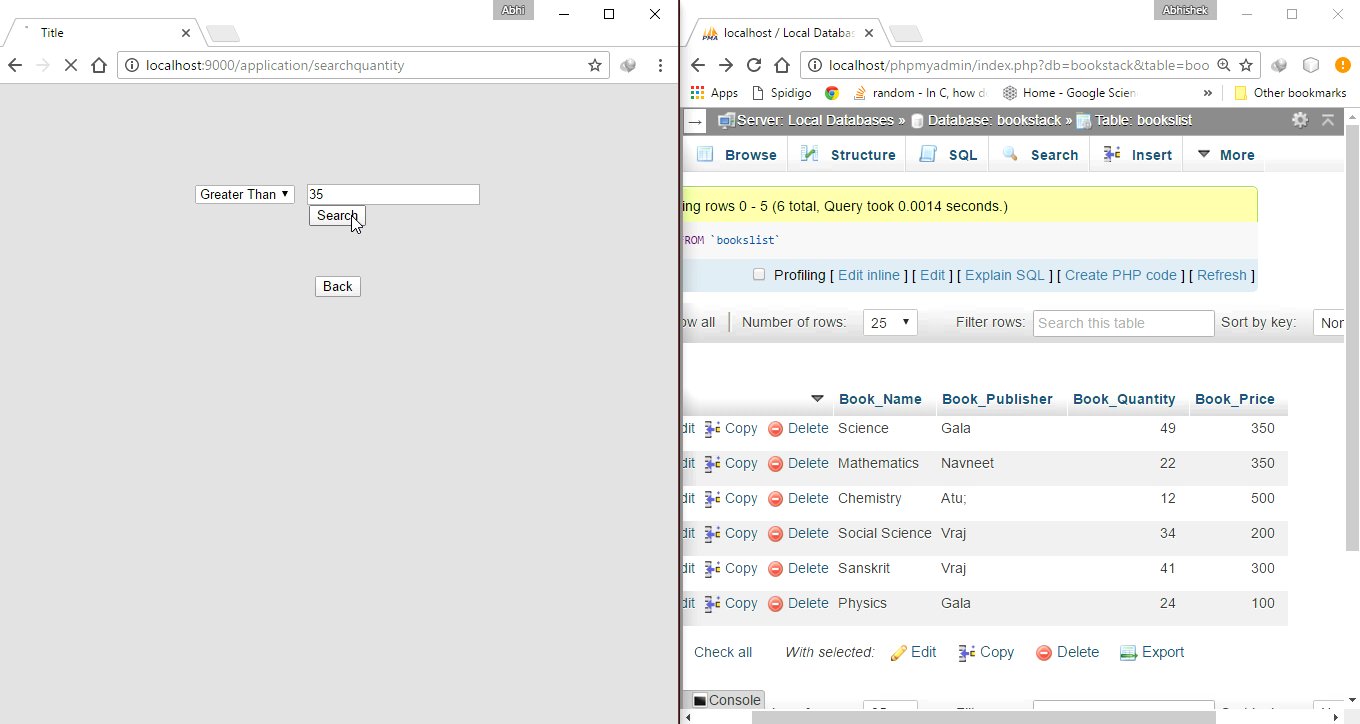 Abhi
Title
localhost:9000/application/searchquantity
Greater Than
35
Search
Back
Abhishek
PMA
localhost / Local Databa
localhost/phpmyadmin/index.php?db=bookstack&table=boo
Apps Spidigo random - In C, how d Home - Google Scien » Other bookmarks
Server: Local Databases » Database: bookstack » Table: bookslist
Browse Structure SQL Search Insert More
ing rows 0 - 5 (6 total, Query took 0.0014 seconds.)
FROM `bookslist`
Profiling [ Edit inline ] [ Edit ] [ Explain SQL ] [ Create PHP code ] [ Refresh ]
ow all Number of rows: 25 Filter rows: Search this table Sort by key: Nor
Book_Name Book_Publisher Book_Quantity Book_Price
dit Copy Delete Science Gala 49 350
dit Copy Delete Mathematics Navneet 22 350
dit Copy Delete Chemistry Atu; 12 500
dit Copy Delete Social Science Vraj 34 200
dit Copy Delete Sanskrit Vraj 41 300
dit Copy Delete Physics Gala 24 100
Check all With selected: Edit Copy Delete Export
Console